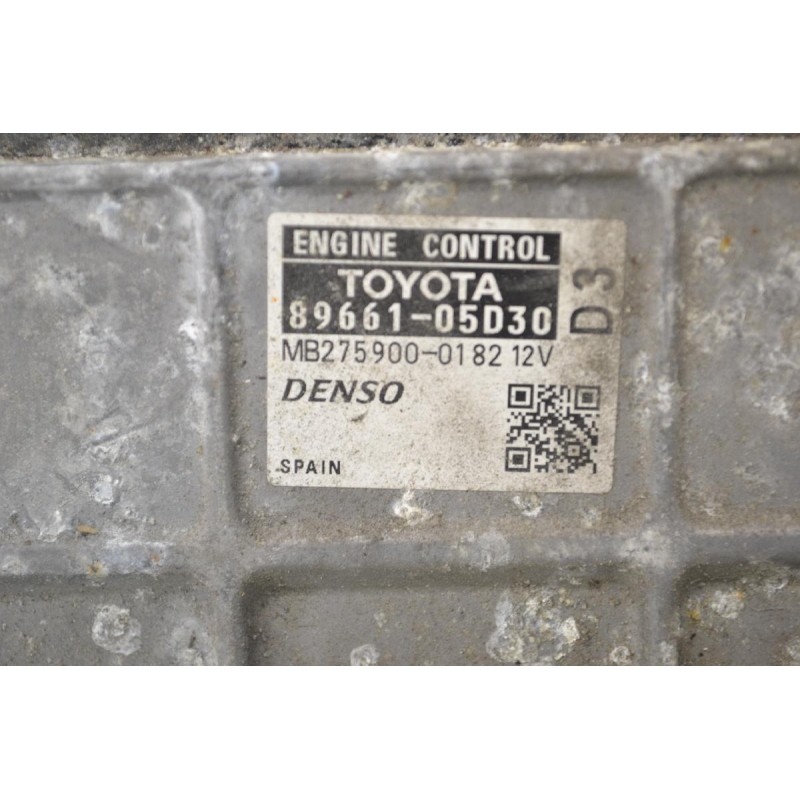 ENGINE CONTROL
TOYOTA
89661-05D30
D3
MB275900-0182 12V
DENSO
SPAIN